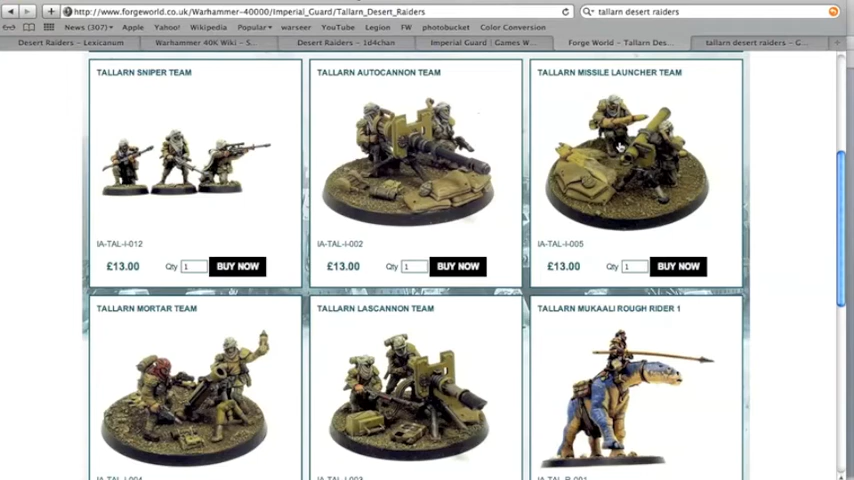 http://www.forgeworld.co.uk/Warhammer-40000/Imperial_Guard/Tallarn_Desert_Raiders
tallarn desert raiders
News (307) Apple Yahoo! Wikipedia Popular YouTube Legion FW photobucket warseer Color Conversion
Desert Raiders – Lexicanum
Warhammer 40K Wiki – S...
Desert Raiders – 1d4chan
Imperial Guard | Games W...
Forge World – Tallarn Des...
tallarn desert raiders – G...
TALLARN SNIPER TEAM
IA-TAL-I-012
£13.00 Qty 1 BUY NOW
TALLARN AUTOCANNON TEAM
IA-TAL-I-002
£13.00 Qty 1 BUY NOW
TALLARN MISSILE LAUNCHER TEAM
IA-TAL-I-005
£13.00 Qty 1 BUY NOW
TALLARN MORTAR TEAM
TALLARN LASCANNON TEAM
TALLARN MUKAALI ROUGH RIDER 1